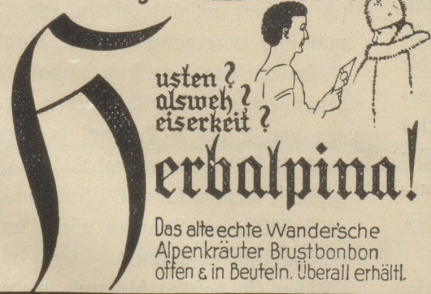 Husten?
Halsweh?
Heiserkeit?
Herbalpina!
Das alte echte Wander'sche
Alpenkräuter Brustbonbon
offen & in Beuteln. Überall erhältl.